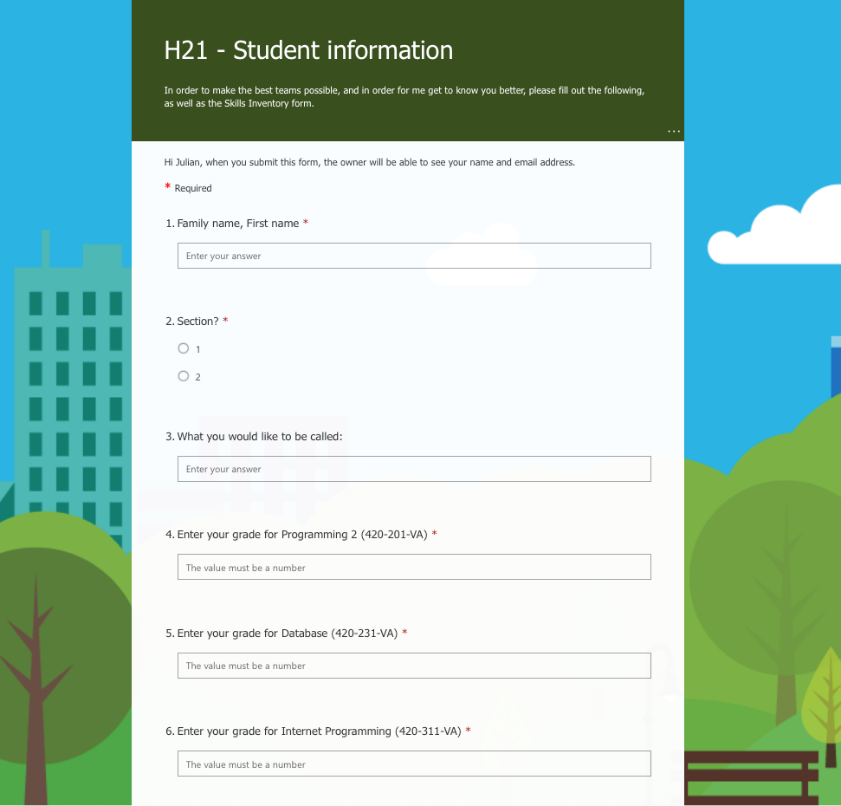 H21 - Student information
In order to make the best teams possible, and in order for me get to know you better, please fill out the following,
as well as the Skills Inventory form.
...
Hi Julian, when you submit this form, the owner will be able to see your name and email address.
* Required
1. Family name, First name *
Enter your answer
2. Section? *
1
2
3. What you would like to be called:
Enter your answer
4. Enter your grade for Programming 2 (420-201-VA) *
The value must be a number
5. Enter your grade for Database (420-231-VA) *
The value must be a number
6. Enter your grade for Internet Programming (420-311-VA) *
The value must be a number